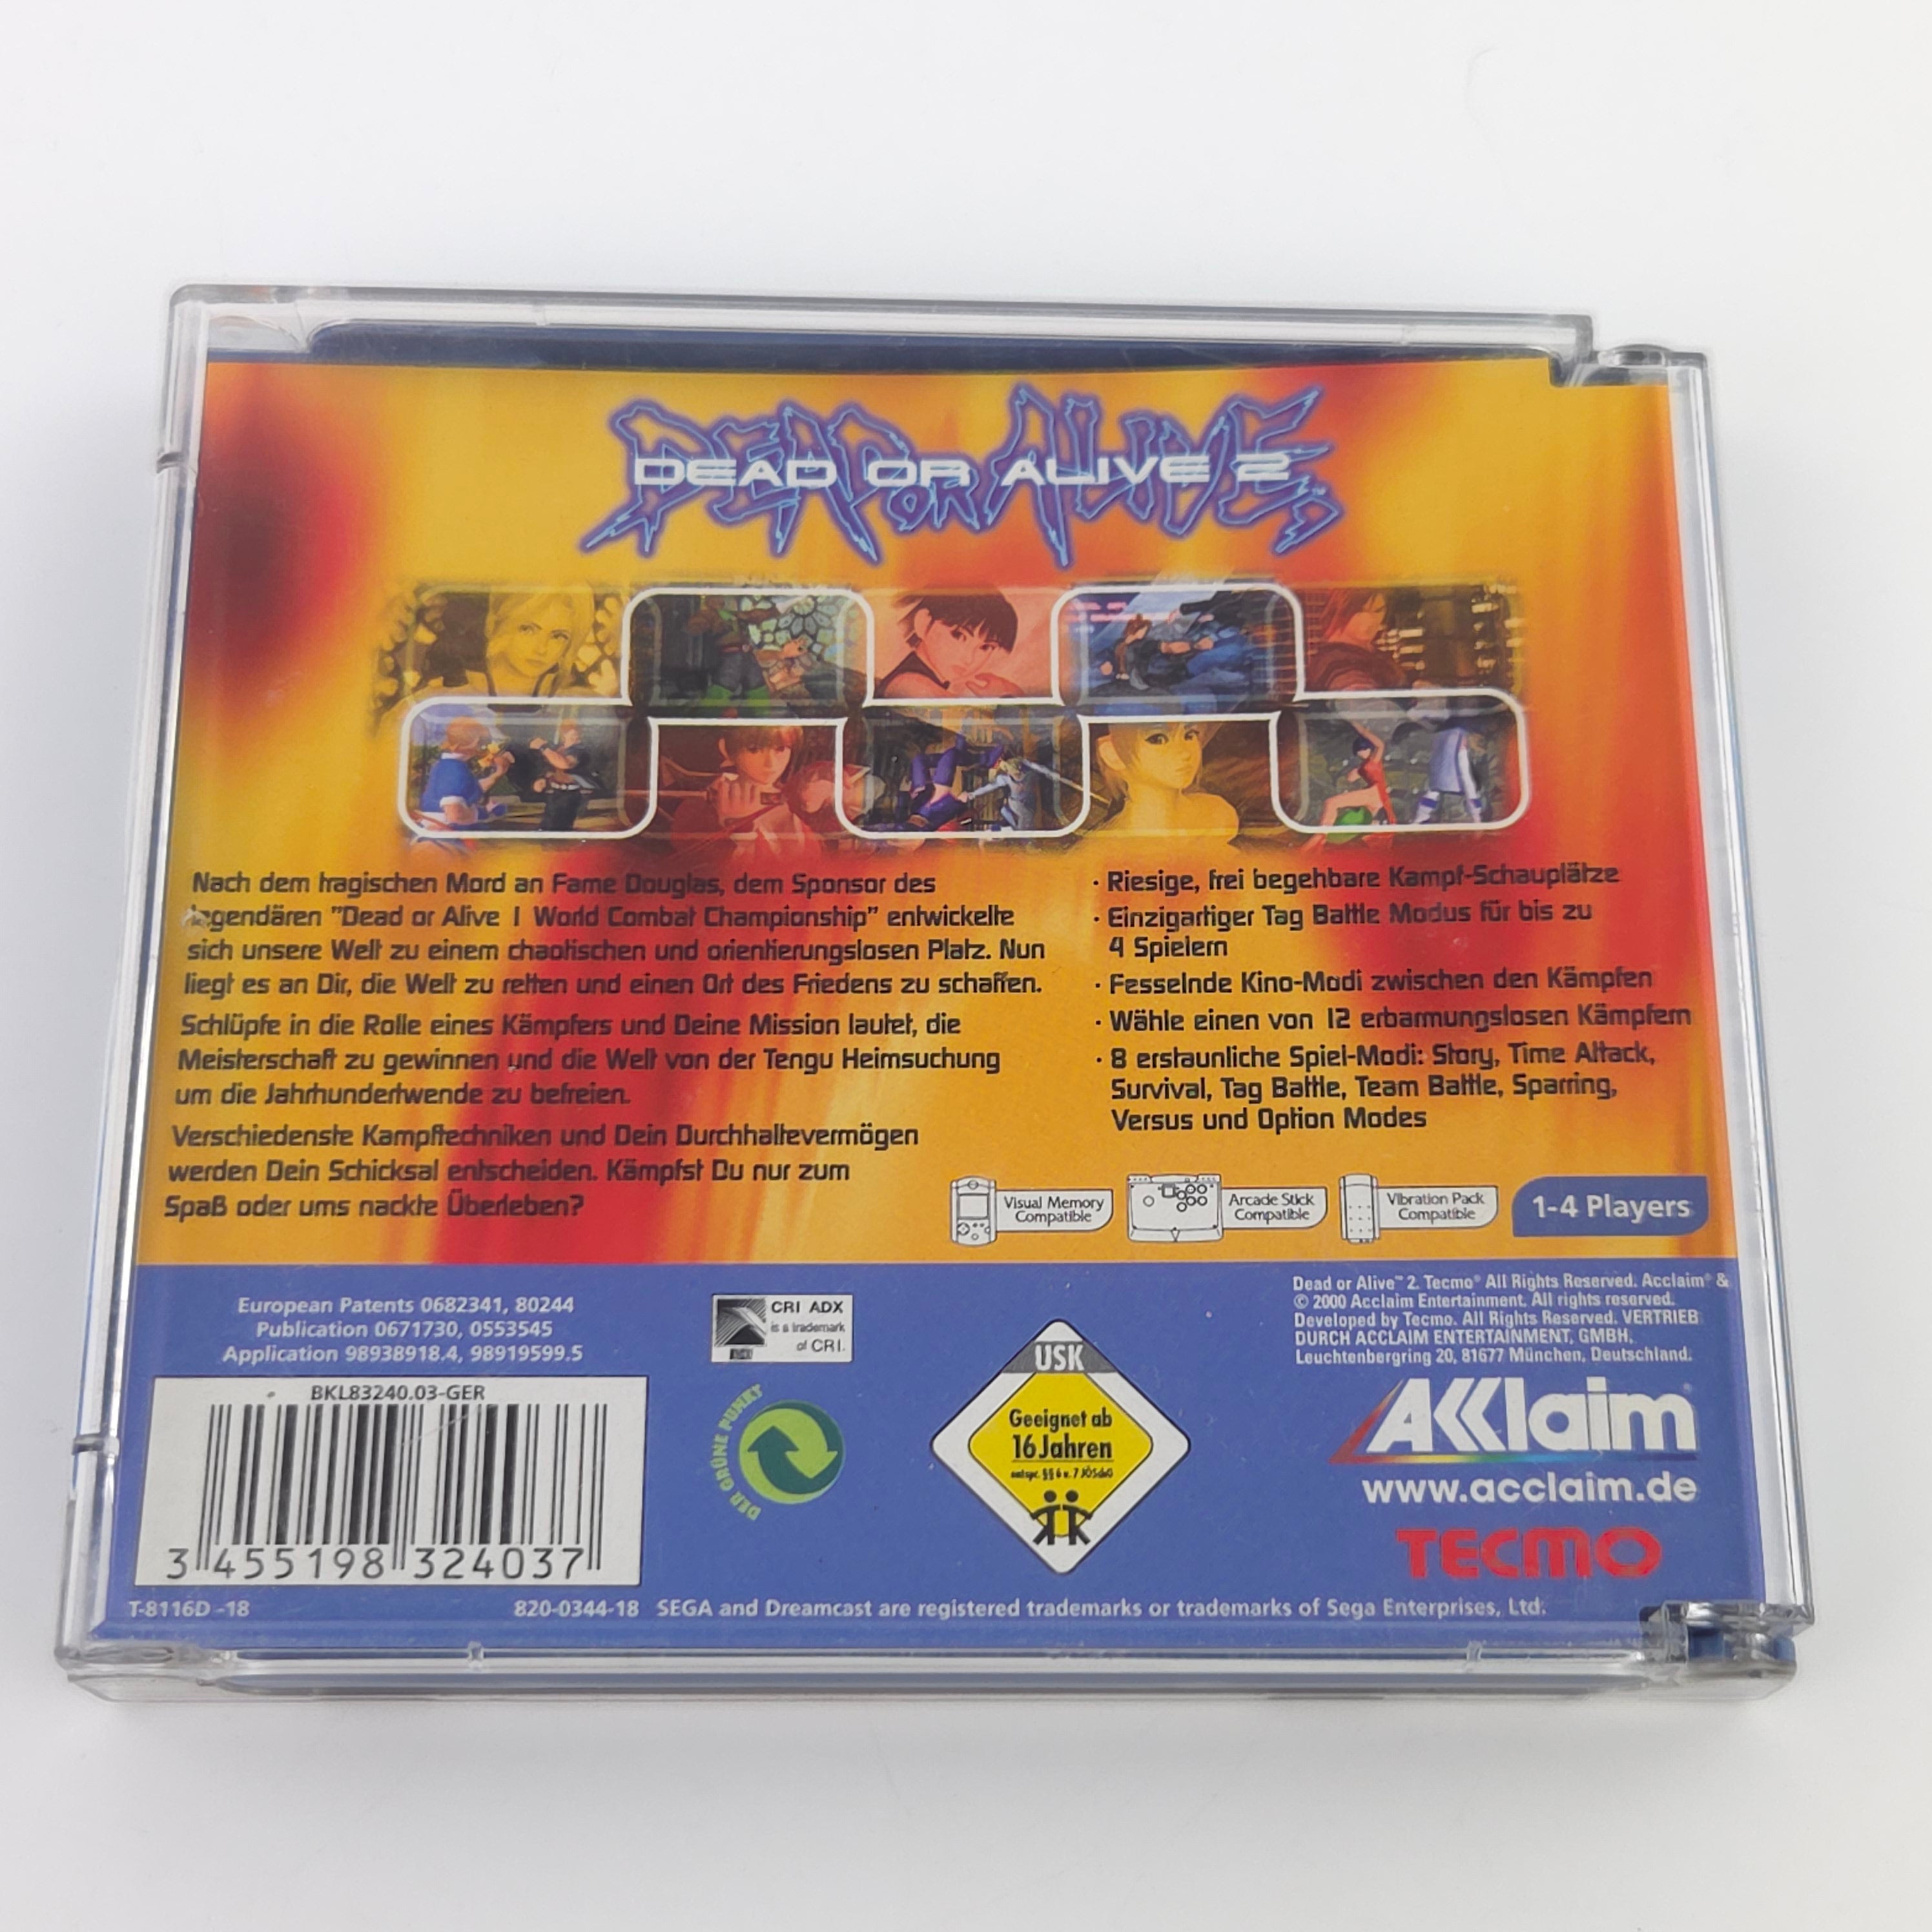 DEAD OR ALIVE
DEAD OR ALIVE 2
Nach dem tragischen Mord an Fame Douglas, dem Sponsor des
legendären "Dead or Alive I World Combat Championship" entwickelte
sich unsere Welt zu einem chaotischen und orientierungslosen Platz. Nun
liegt es an Dir, die Welt zu retten und einen Ort des Friedens zu schaffen.
Schlüpfe in die Rolle eines Kämpfers und Deine Mission lautet, die
Meisterschaft zu gewinnen und die Welt von der Tengu Heimsuchung
um die Jahrhundertwende zu befreien.
Verschiedenste Kampftechniken und Dein Durchhaltevermögen
werden Dein Schicksal entscheiden. Kämpfst Du nur zum
Spaß oder ums nackte Überleben?
· Riesige, frei begehbare Kampf-Schauplätze
· Einzigartiger Tag Battle Modus für bis zu
4 Spielern
· Fesselnde Kino-Modi zwischen den Kämpfen
· Wähle einen von 12 erbarmungslosen Kämpfern
· 8 erstaunliche Spiel-Modi: Story, Time Attack,
Survival, Tag Battle, Team Battle, Sparring,
Versus und Option Modes
Visual Memory
Compatible
Arcade Stick
Compatible
Vibration Pack
Compatible
1-4 Players
European Patents 0682341, 80244
Publication 0671730, 0553545
Application 98938918.4, 98919599.5
CRI ADX
is a trademark
of CRI.
Dead or Alive™ 2. Tecmo® All Rights Reserved. Acclaim® &
© 2000 Acclaim Entertainment. All rights reserved.
Developed by Tecmo. All Rights Reserved. VERTRIEB
DURCH ACCLAIM ENTERTAINMENT, GMBH,
Leuchtenbergring 20, 81677 München, Deutschland.
BKL83240.03-GER
3 455198 324037
DER GRÜNE PUNKT
USK
Geeignet ab
16 Jahren
entspr. §§ 6 u. 7 JÖSchG
AKKlaim
www.acclaim.de
TECMO
T-8116D -18
820-0344-18 SEGA and Dreamcast are registered trademarks or trademarks of Sega Enterprises, Ltd.